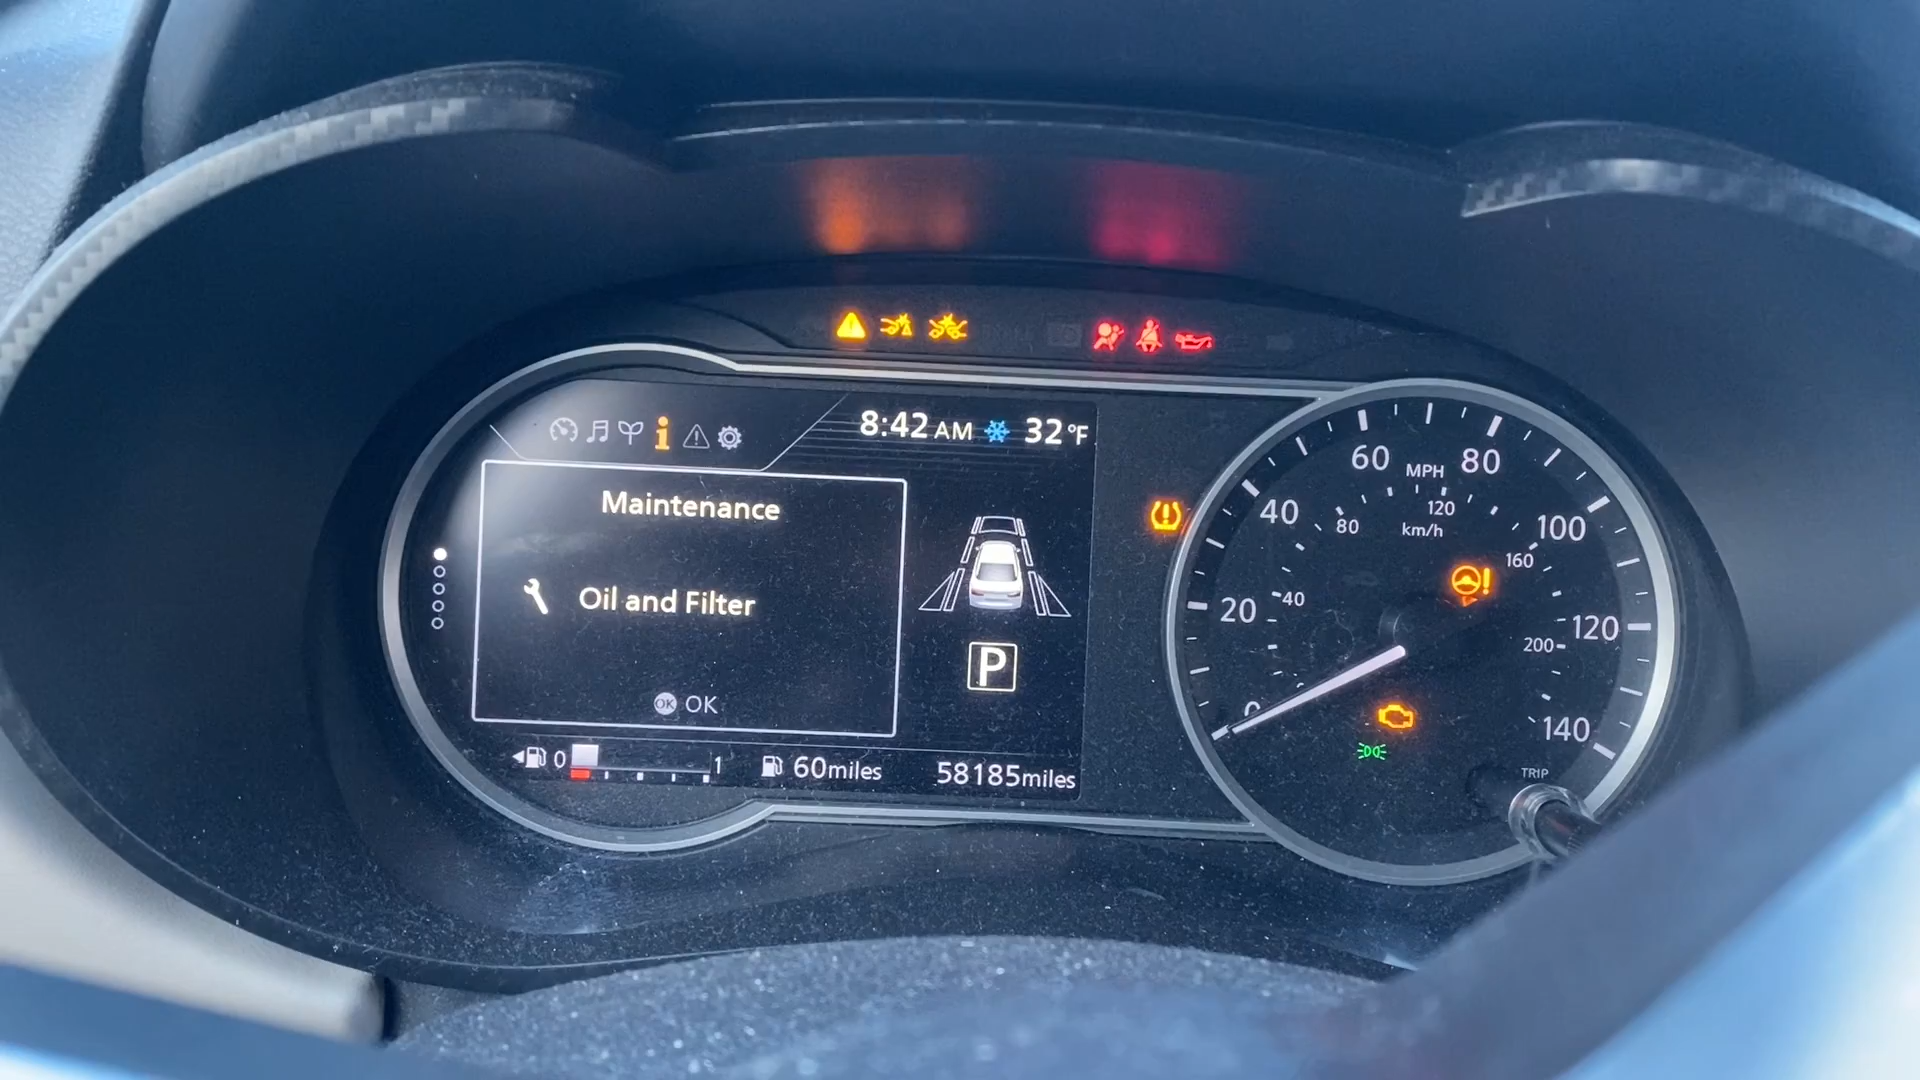 8:42 AM 32°F
Maintenance
Oil and Filter
OK OK
P
0 1 60miles 58185miles
0 20 40 60 80 100 120 140
MPH
40 80 120 160 200
km/h
TRIP